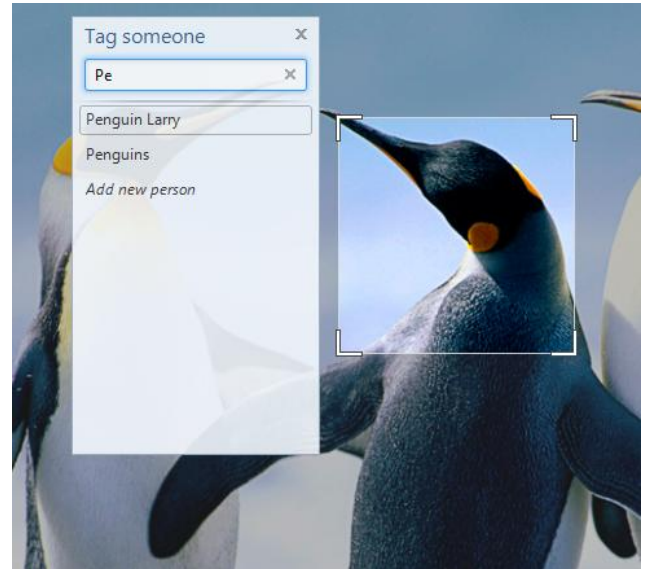 Tag someone
Pe
Penguin Larry
Penguins
Add new person